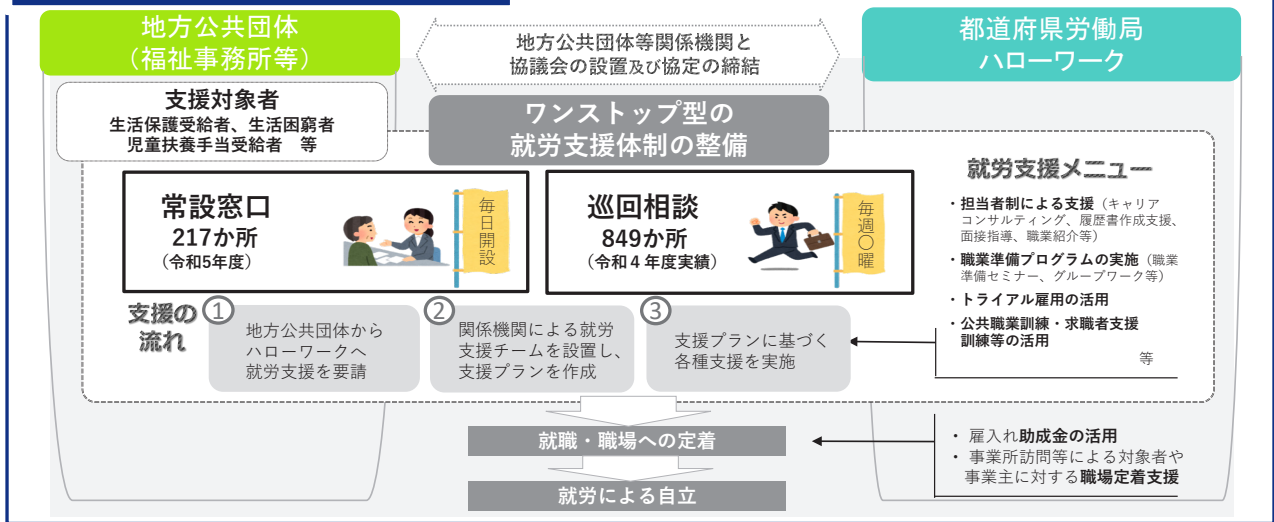 地方公共団体
（福祉事務所等）
地方公共団体等関係機関と
協議会の設置及び協定の締結
都道府県労働局
ハローワーク
支援対象者
生活保護受給者、生活困窮者
児童扶養手当受給者　等
ワンストップ型の
就労支援体制の整備
常設窓口
217か所
（令和5年度）
毎日開設
巡回相談
849か所
（令和４年度実績）
毎週〇曜
就労支援メニュー
・担当者制による支援（キャリア
コンサルティング、履歴書作成支援、
面接指導、職業紹介等）
・職業準備プログラムの実施（職業
準備セミナー、グループワーク等）
・トライアル雇用の活用
・公共職業訓練・求職者支援
訓練等の活用
等
支援の
流れ
①
地方公共団体から
ハローワークへ
就労支援を要請
②
関係機関による就労
支援チームを設置し、
支援プランを作成
③
支援プランに基づく
各種支援を実施
就職・職場への定着
・ 雇入れ助成金の活用
・ 事業所訪問等による対象者や
事業主に対する職場定着支援
就労による自立